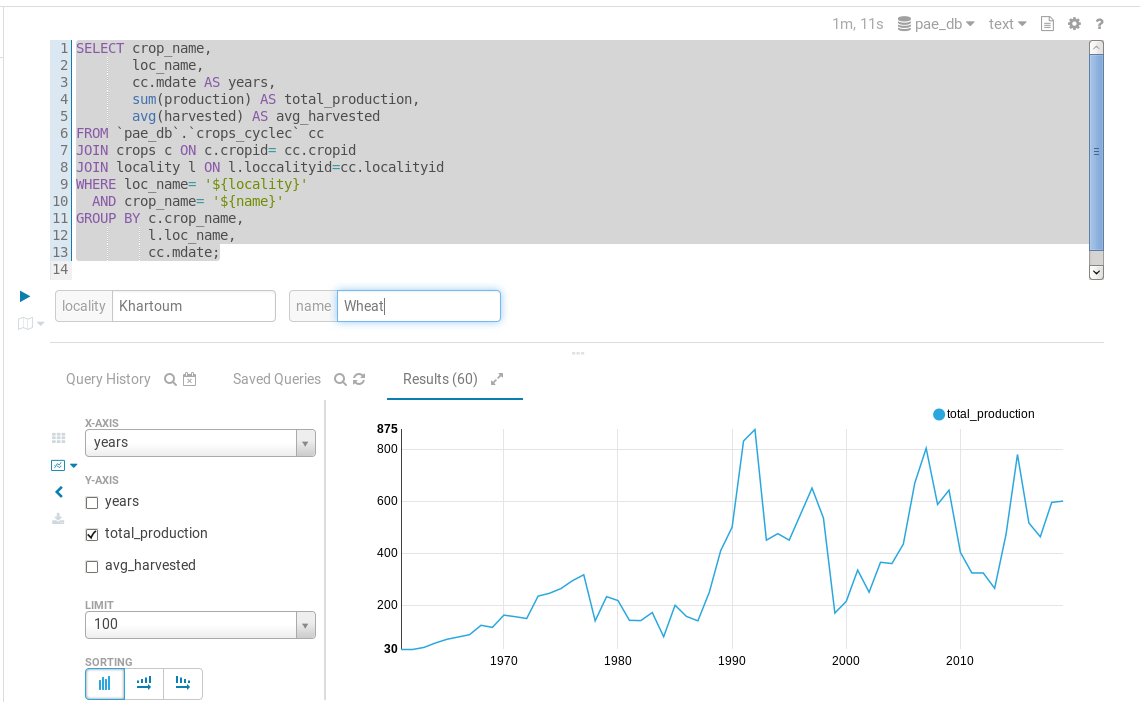 1m, 11s pae_db text ?
1 SELECT crop_name,
2 loc_name,
3 cc.mdate AS years,
4 sum(production) AS total_production,
5 avg(harvested) AS avg_harvested
6 FROM `pae_db`.`crops_cyclec` cc
7 JOIN crops c ON c.cropid= cc.cropid
8 JOIN locality l ON l.loccalityid=cc.localityid
9 WHERE loc_name= '${locality}'
10 AND crop_name= '${name}'
11 GROUP BY c.crop_name,
12 l.loc_name,
13 cc.mdate;
14
locality Khartoum name Wheat
Query History Saved Queries Results (60)
X-AXIS
years
Y-AXIS
years
total_production
avg_harvested
LIMIT
100
SORTING
total_production
875
800
600
400
200
30
1970 1980 1990 2000 2010